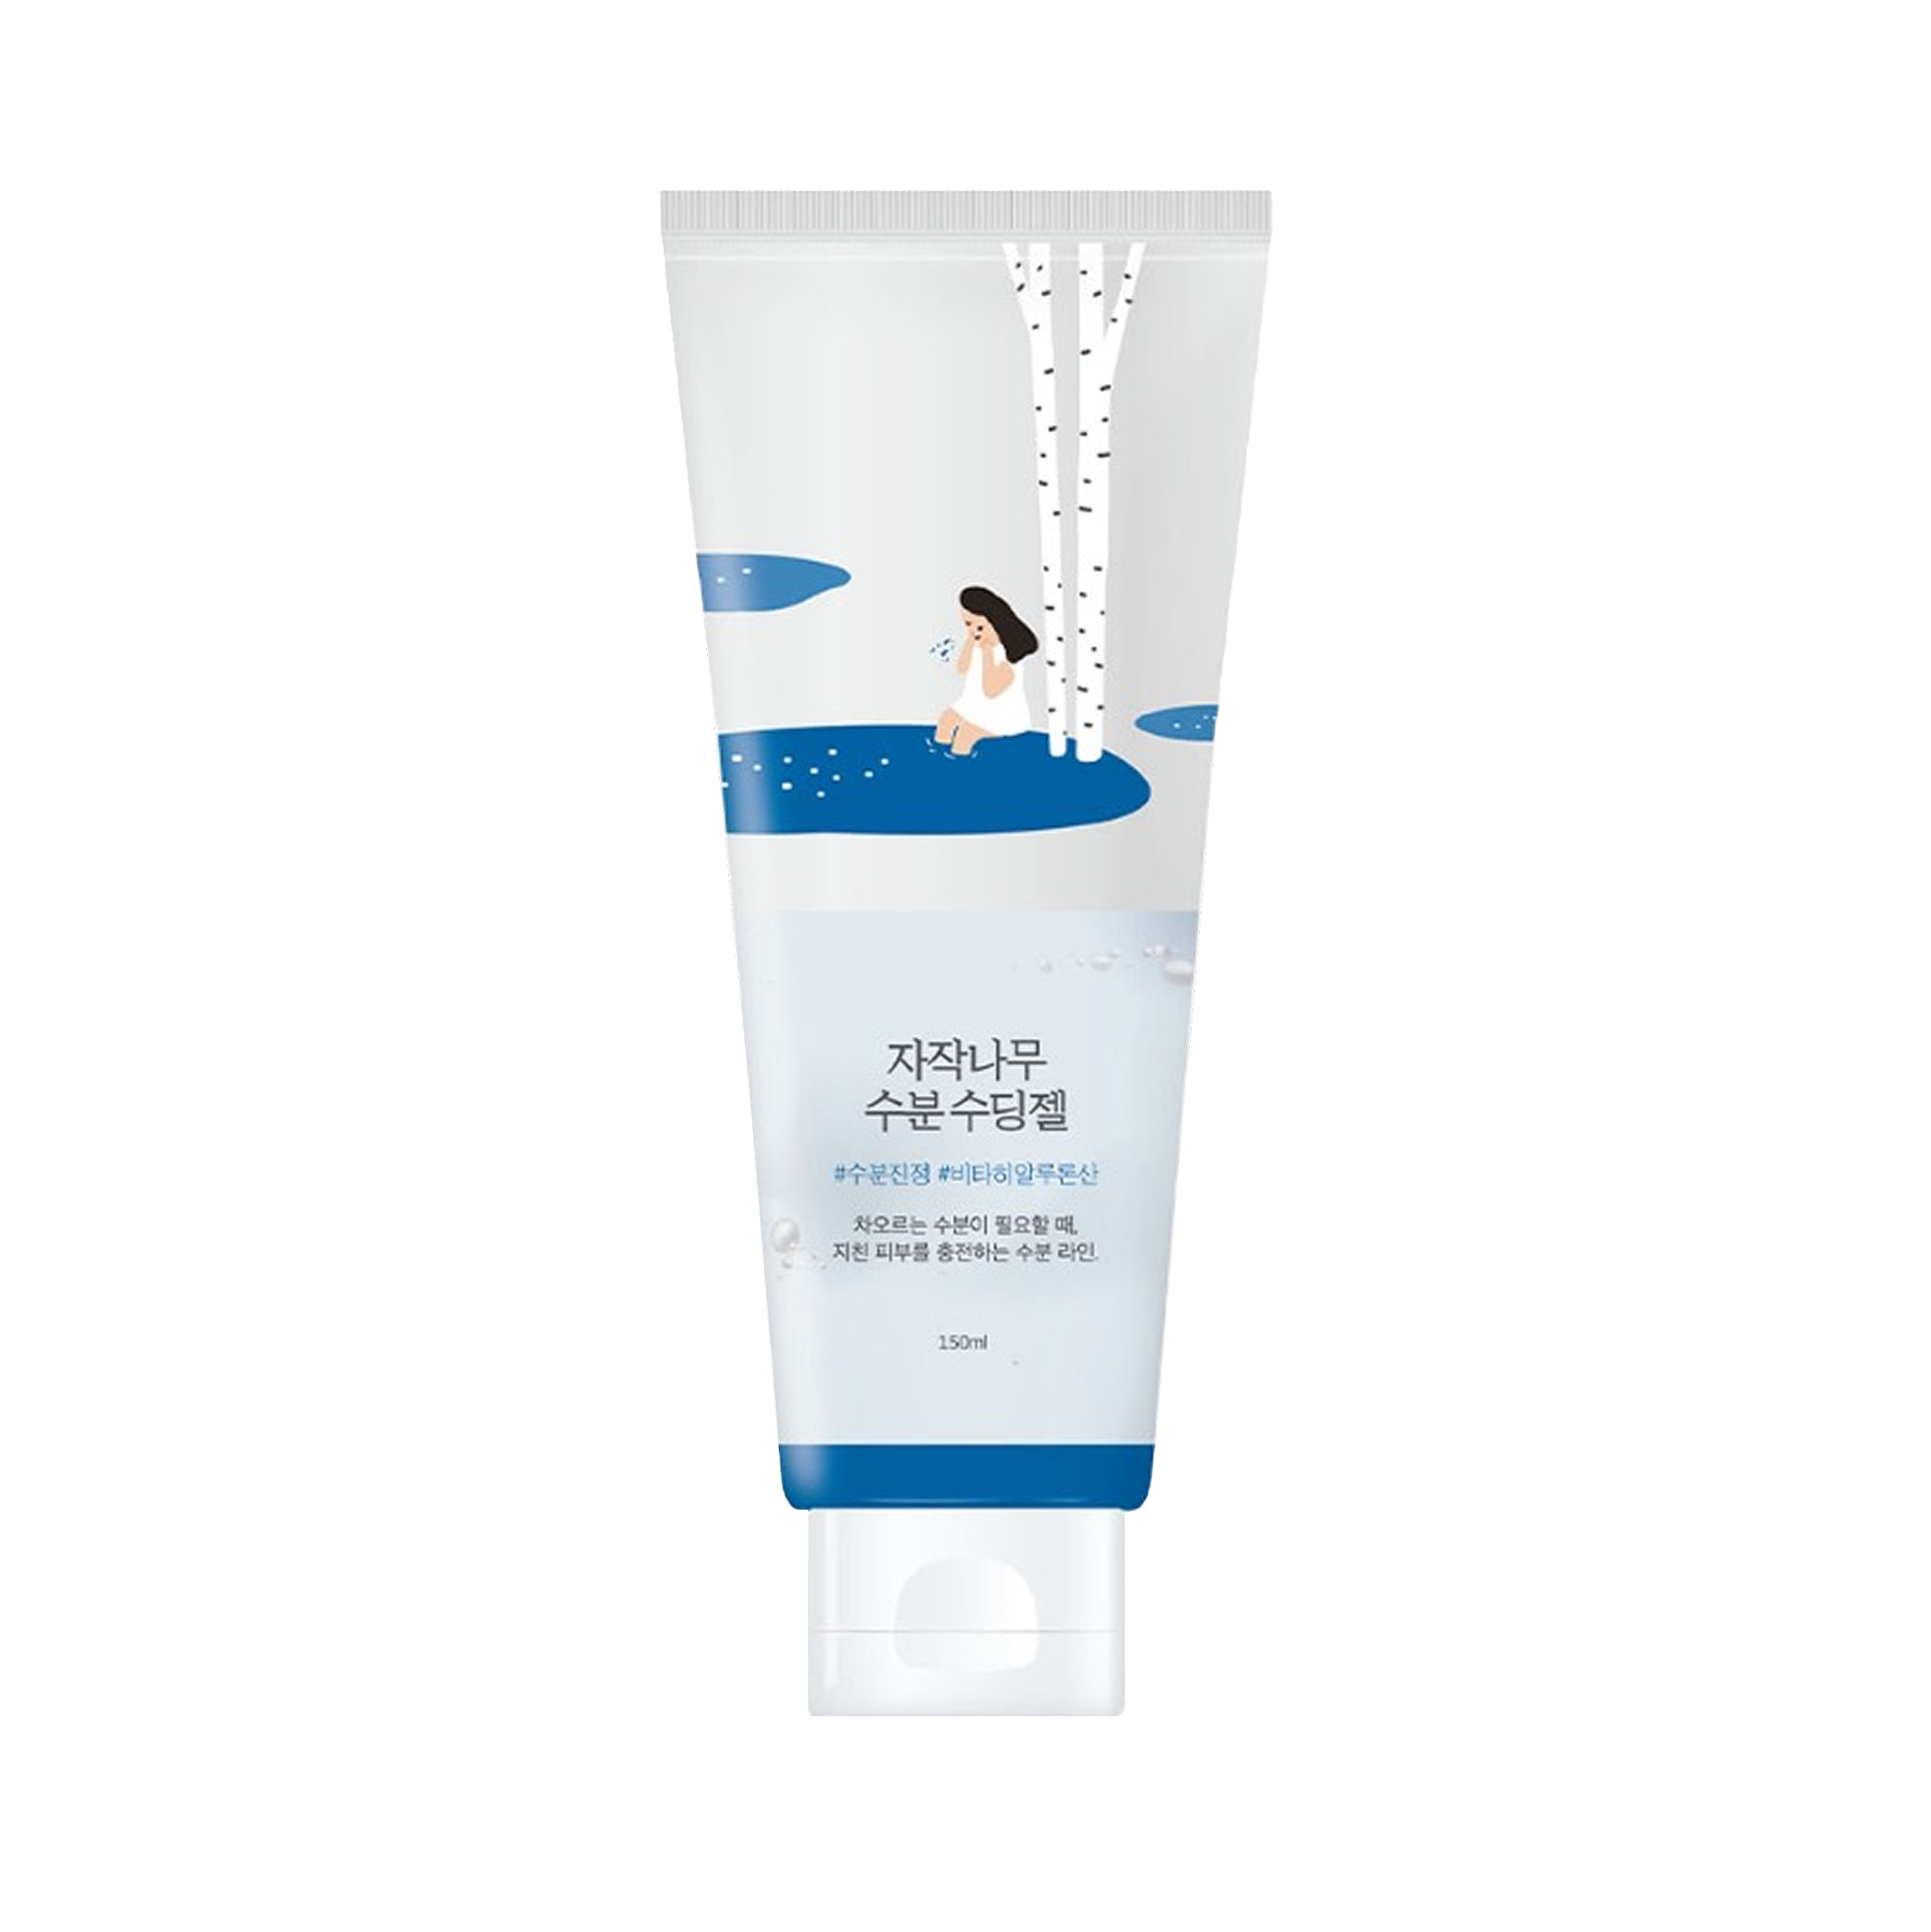 자작나무
수분 수딩젤
#수분진정 #비타히알루론산
차오르는 수분이 필요할 때,
지친 피부를 충전하는 수분 라인.
150ml